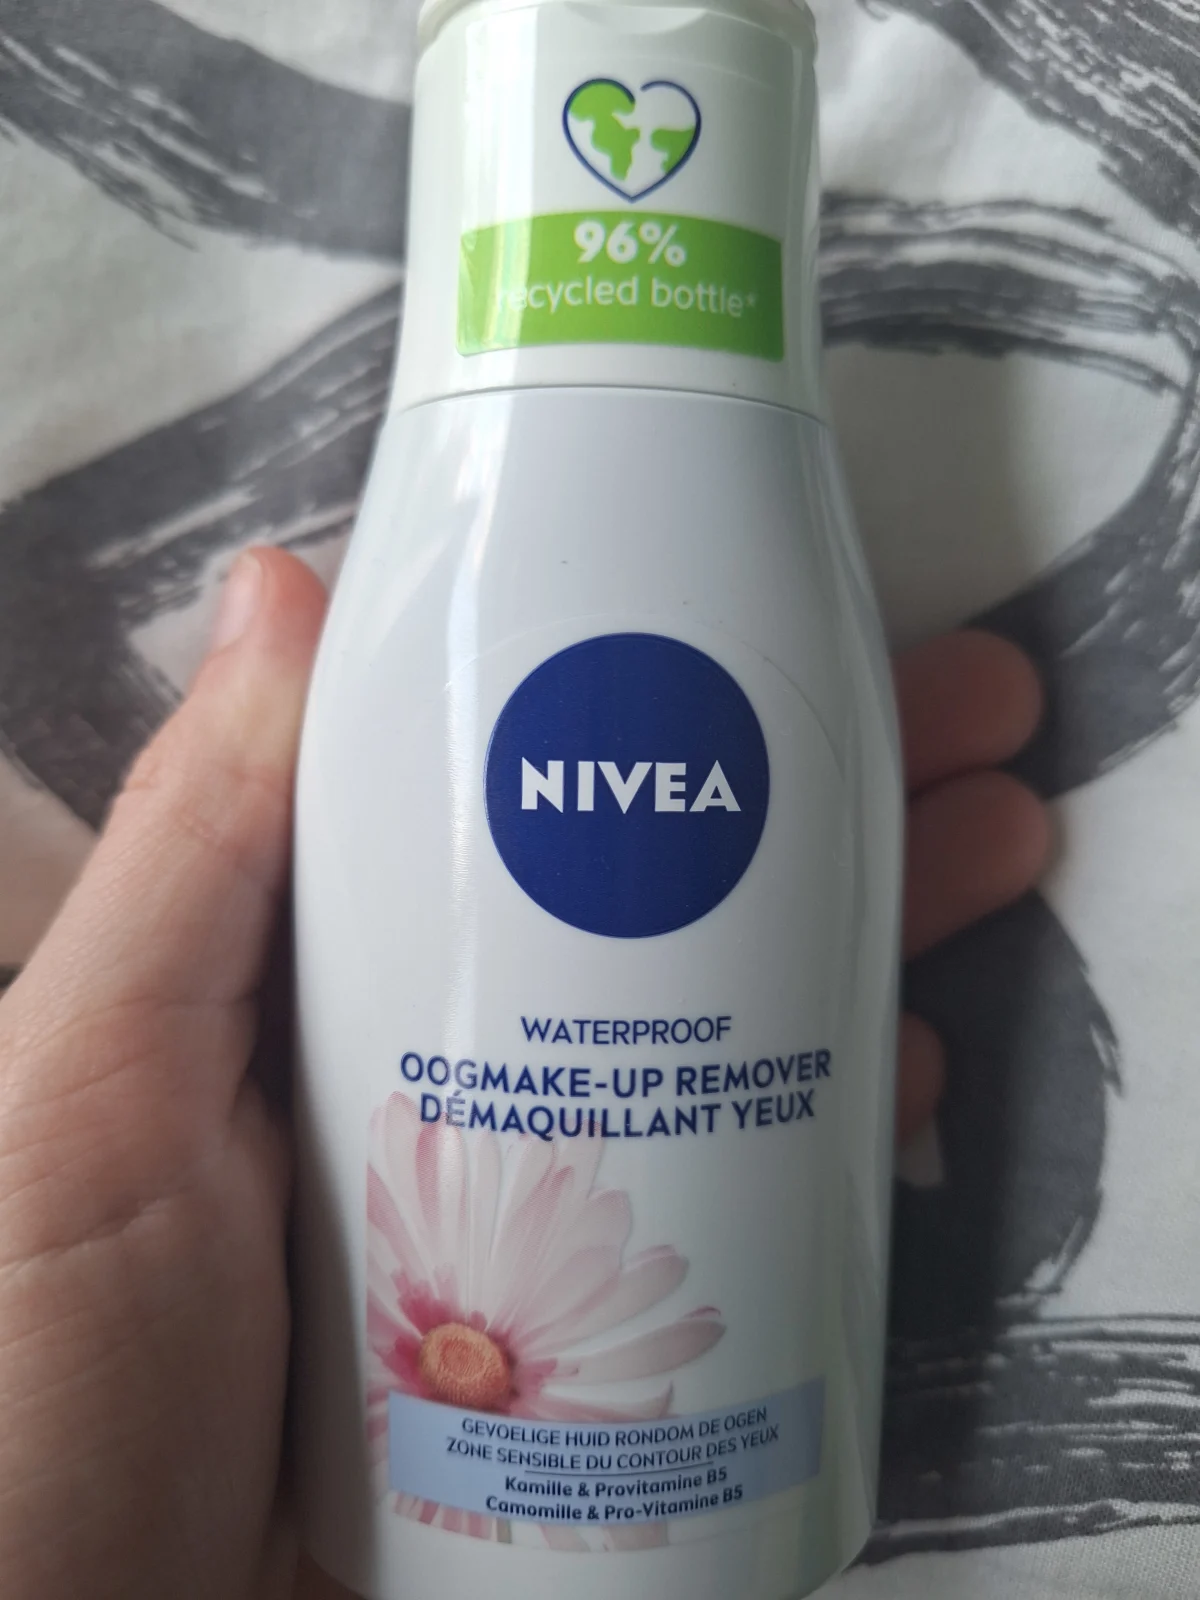 96%
recycled bottle*
NIVEA
WATERPROOF
OOGMAKE-UP REMOVER
DÉMAQUILLANT YEUX
GEVOELIGE HUID RONDOM DE OGEN
ZONE SENSIBLE DU CONTOUR DES YEUX
Kamille & Provitamine B5
Camomille & Pro-Vitamine B5